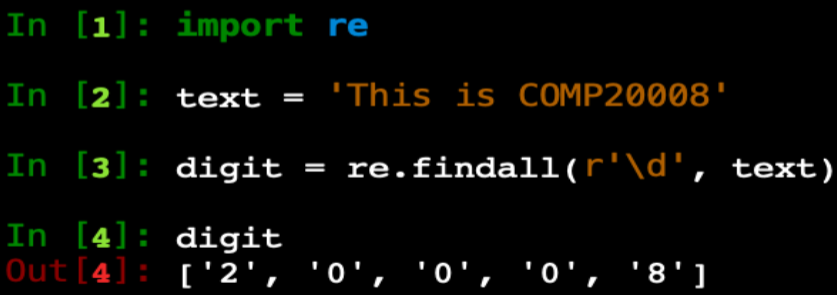 In [1]: import re
In [2]: text = 'This is COMP20008'
In [3]: digit = re.findall(r'\d', text)
In [4]: digit
Out[4]: ['2', '0', '0', '0', '8']